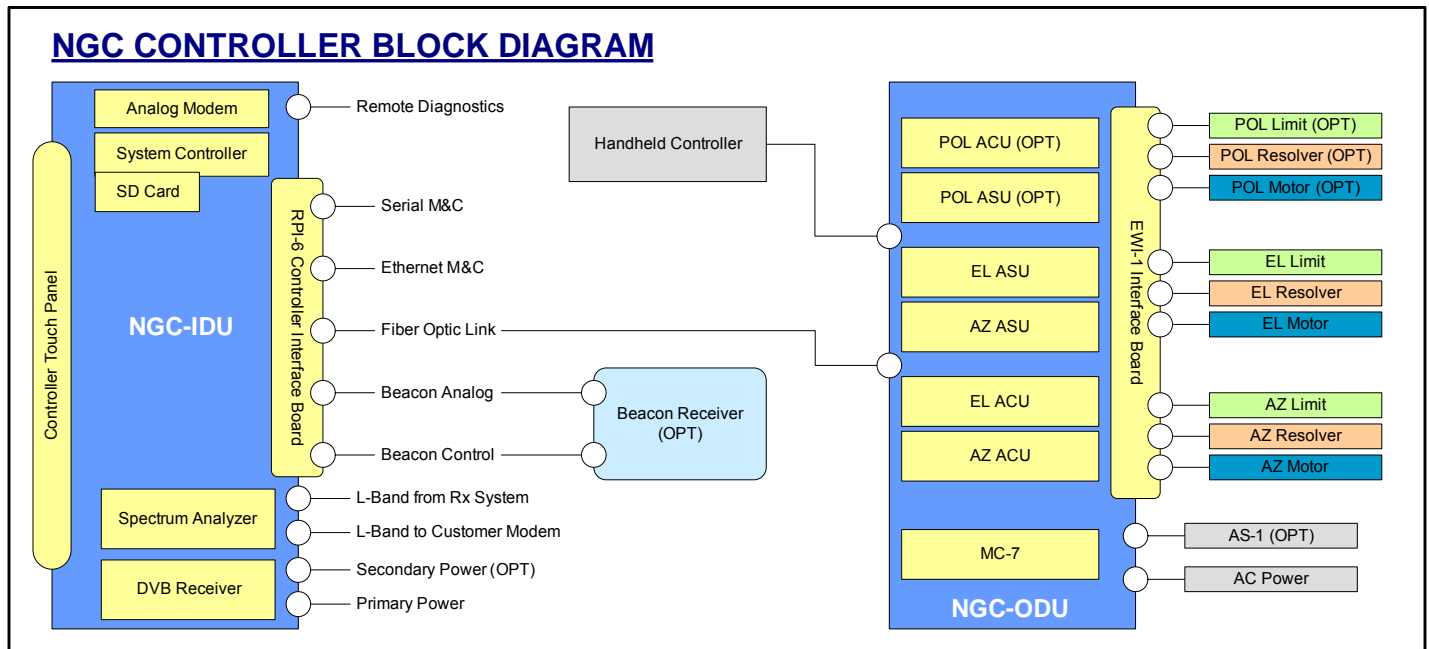 NGC CONTROLLER BLOCK DIAGRAM
Analog Modem
System Controller
SD Card
Controller Touch Panel
NGC-IDU
RPI-6 Controller Interface Board
Spectrum Analyzer
DVB Receiver
Remote Diagnostics
Serial M&C
Ethernet M&C
Fiber Optic Link
Beacon Analog
Beacon Control
L-Band from Rx System
L-Band to Customer Modem
Secondary Power (OPT)
Primary Power
Handheld Controller
Beacon Receiver
(OPT)
POL ACU (OPT)
POL ASU (OPT)
EL ASU
AZ ASU
EL ACU
AZ ACU
MC-7
NGC-ODU
EWI-1 Interface Board
POL Limit (OPT)
POL Resolver (OPT)
POL Motor (OPT)
EL Limit
EL Resolver
EL Motor
AZ Limit
AZ Resolver
AZ Motor
AS-1 (OPT)
AC Power